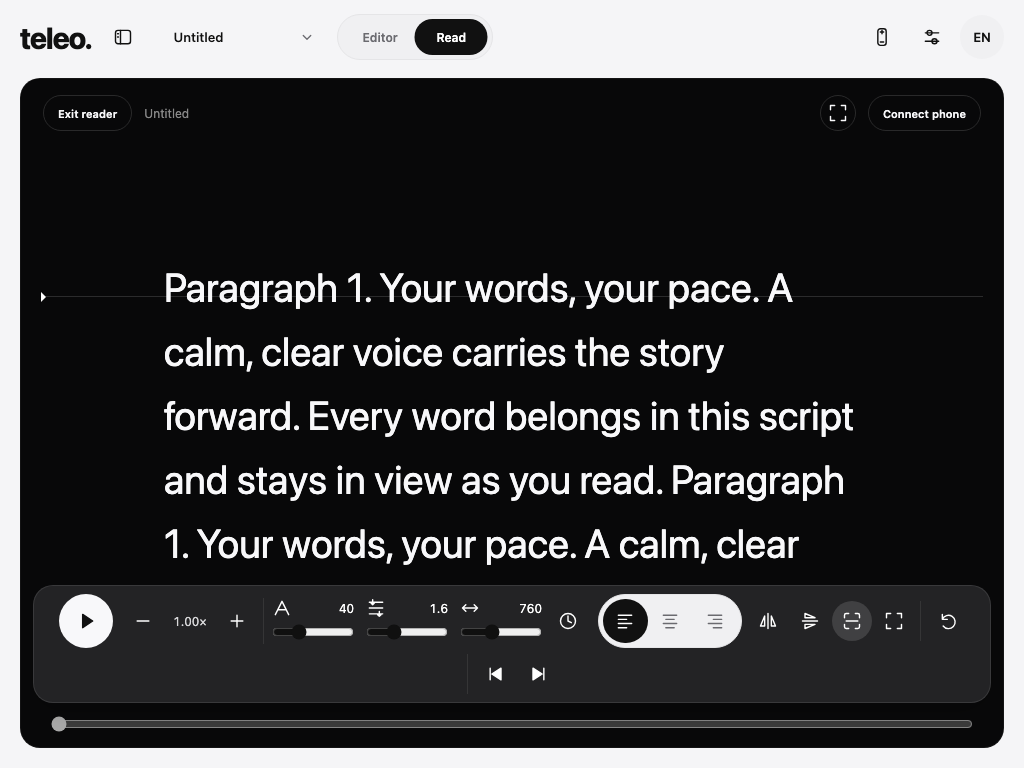 teleo.
Untitled
Editor
Read
EN
Exit reader
Untitled
Connect phone
Paragraph 1. Your words, your pace. A
calm, clear voice carries the story
forward. Every word belongs in this script
and stays in view as you read. Paragraph
1. Your words, your pace. A calm, clear
1.00×
40
1.6
760